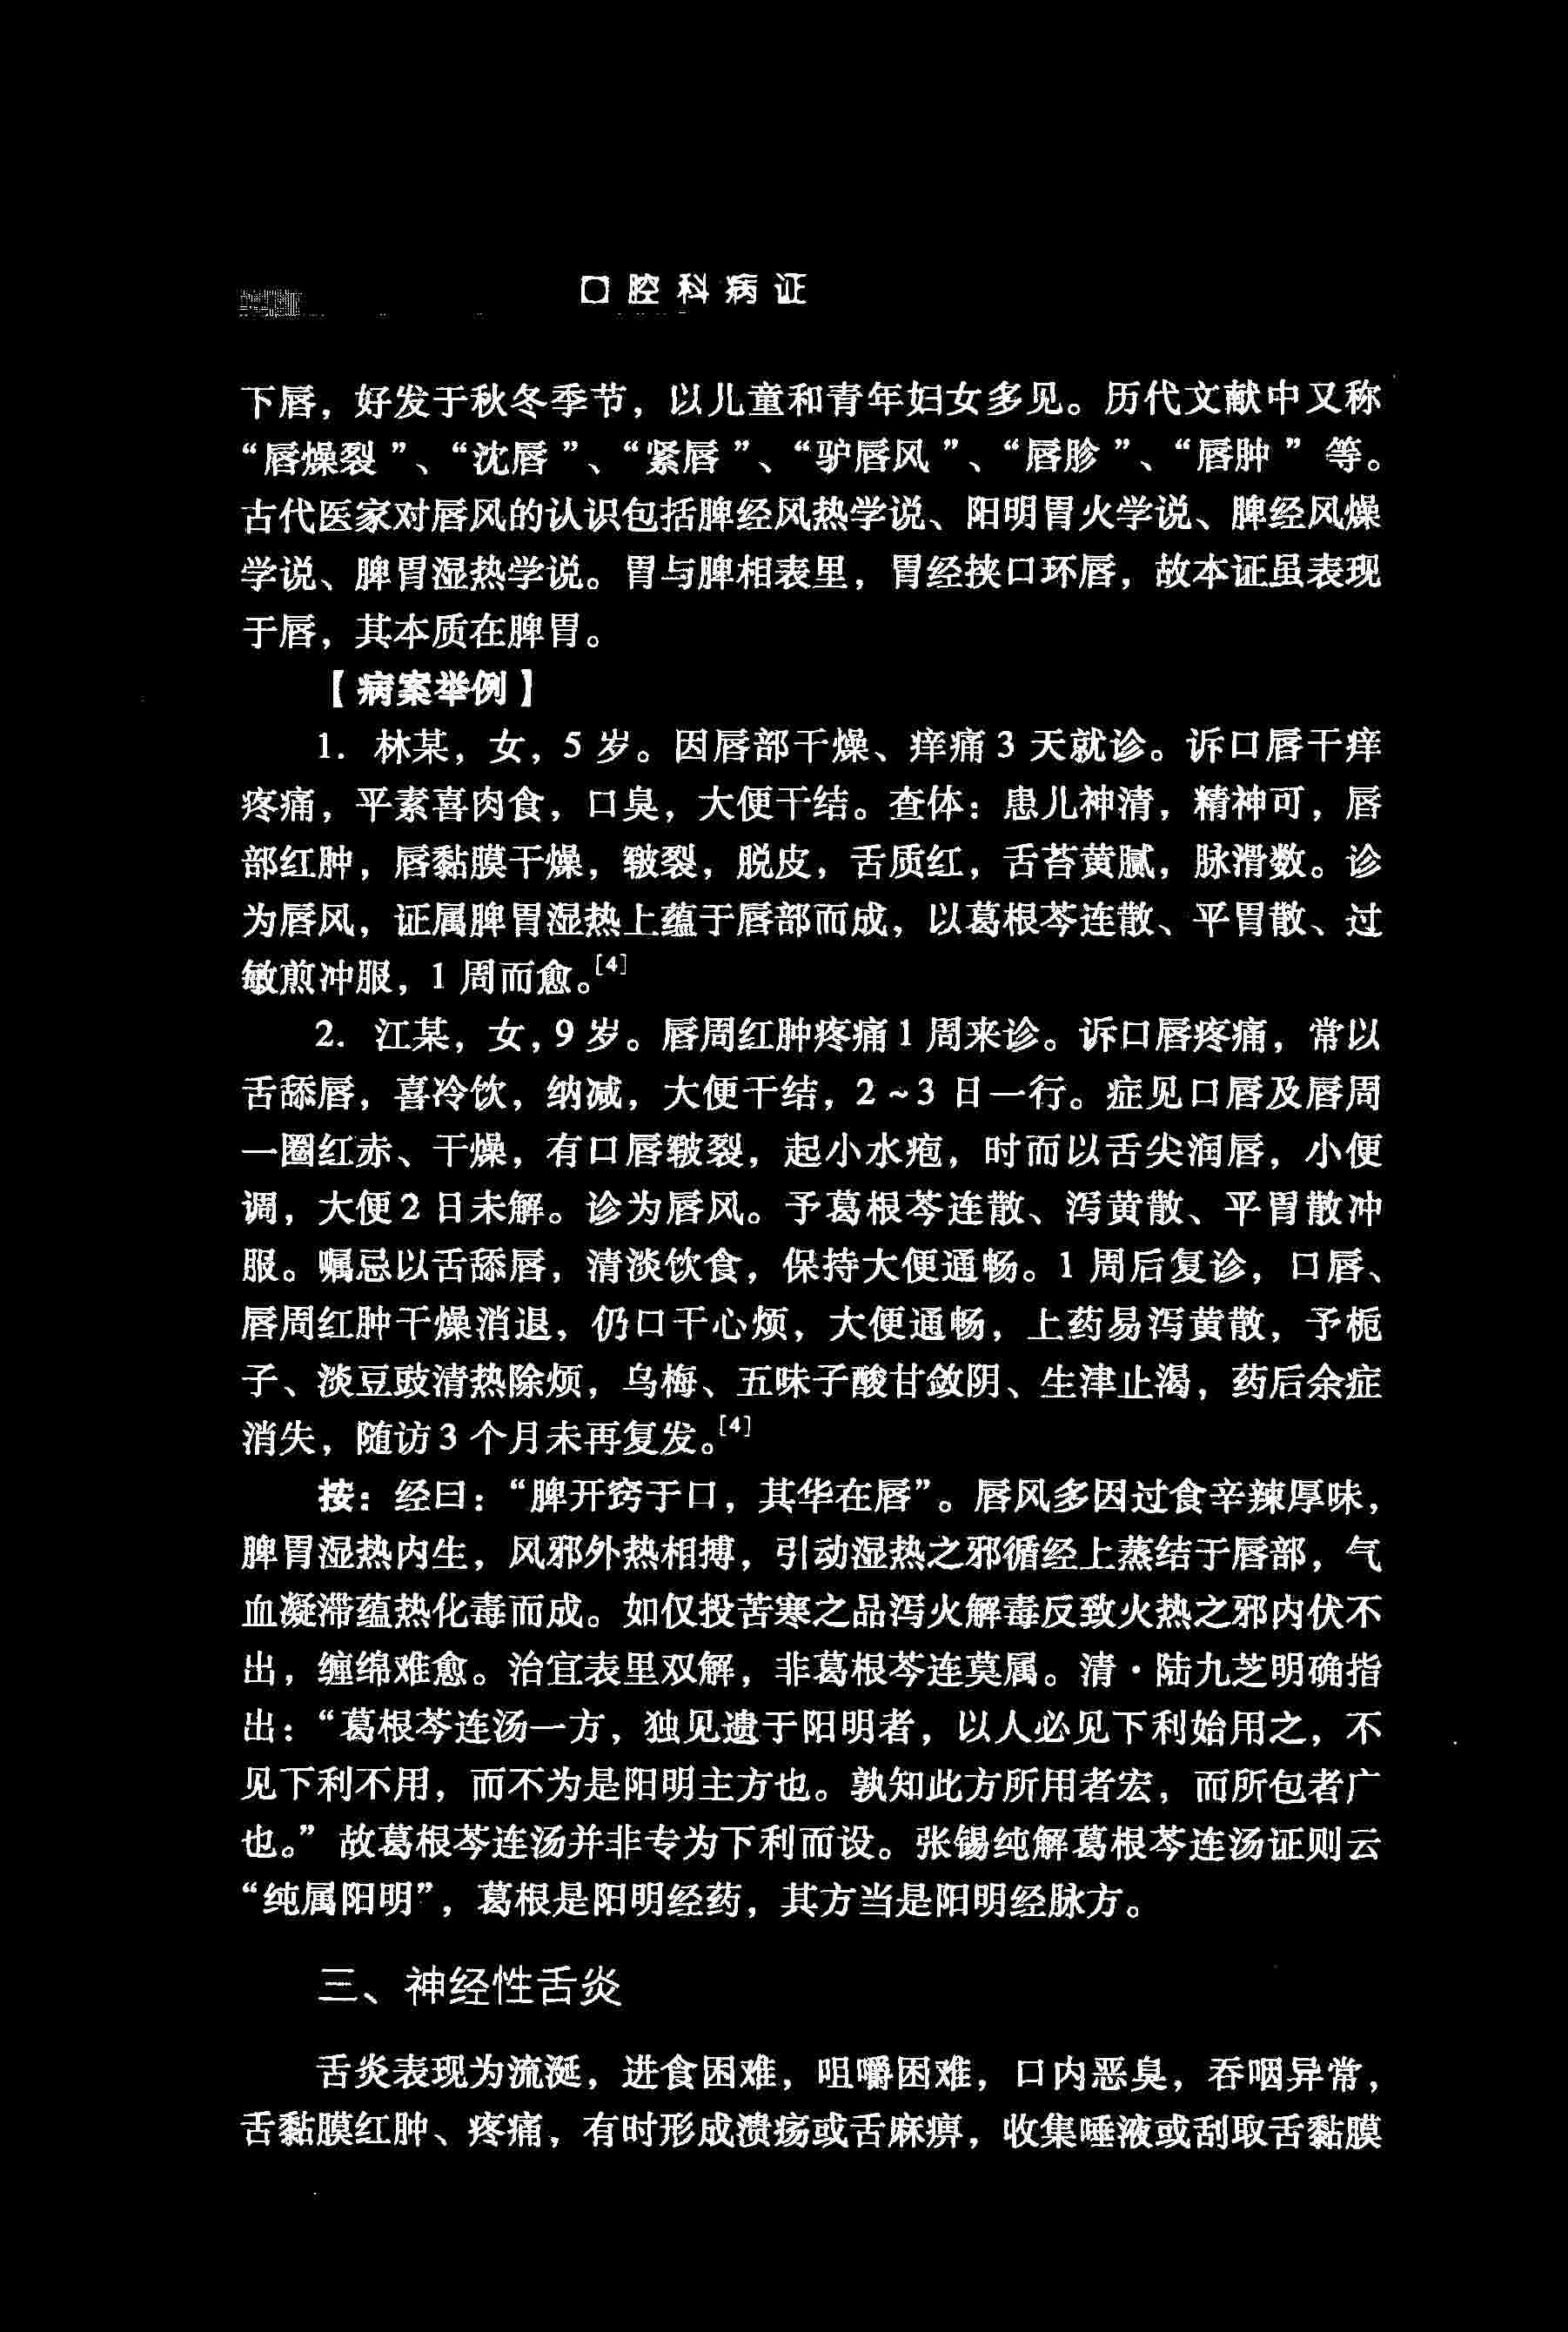 口腔科病证
下唇，好发于秋冬季节，以儿童和青年妇女多见。历代文献中又称
“唇燥裂”、“沈唇”、“紧唇”、“驴唇风”、“唇胗”、“唇肿”等。
古代医家对唇风的认识包括脾经风热学说、阳明胃火学说、脾经风燥
学说、脾胃湿热学说。胃与脾相表里，胃经挟口环唇，故本证虽表现
于唇，其本质在脾胃。
【病案举例】
1. 林某，女，5岁。因唇部干燥、痒痛3天就诊。诉口唇干痒
疼痛，平素喜肉食，口臭，大便干结。查体：患儿神清，精神可，唇
部红肿，唇黏膜干燥，皲裂，脱皮，舌质红，舌苔黄腻，脉滑数。诊
为唇风，证属脾胃湿热上蕴于唇部而成，以葛根芩连散、平胃散、过
敏煎冲服，1周而愈。[4]
2. 江某，女，9岁。唇周红肿疼痛1周来诊。诉口唇疼痛，常以
舌舔唇，喜冷饮，纳减，大便干结，2~3日一行。症见口唇及唇周
一圈红赤、干燥，有口唇皲裂，起小水疱，时而以舌尖润唇，小便
调，大便2日未解。诊为唇风。予葛根芩连散、泻黄散、平胃散冲
服。嘱忌以舌舔唇，清淡饮食，保持大便通畅。1周后复诊，口唇、
唇周红肿干燥消退，仍口干心烦，大便通畅，上药易泻黄散，予栀
子、淡豆豉清热除烦，乌梅、五味子酸甘敛阴、生津止渴，药后余症
消失，随访3个月未再复发。[4]
按：经曰：“脾开窍于口，其华在唇”。唇风多因过食辛辣厚味，
脾胃湿热内生，风邪外热相搏，引动湿热之邪循经上蒸结于唇部，气
血凝滞蕴热化毒而成。如仅投苦寒之品泻火解毒反致火热之邪内伏不
出，缠绵难愈。治宜表里双解，非葛根芩连莫属。清·陆九芝明确指
出：“葛根芩连汤一方，独见遗于阳明者，以人必见下利始用之，不
见下利不用，而不为是阳明主方也。孰知此方所用者宏，而所包者广
也。”故葛根芩连汤并非专为下利而设。张锡纯解葛根芩连汤证则云
“纯属阳明”，葛根是阳明经药，其方当是阳明经脉方。
三、神经性舌炎
舌炎表现为流涎，进食困难，咀嚼困难，口内恶臭，吞咽异常，
舌黏膜红肿、疼痛，有时形成溃疡或舌麻痹，收集唾液或刮取舌黏膜